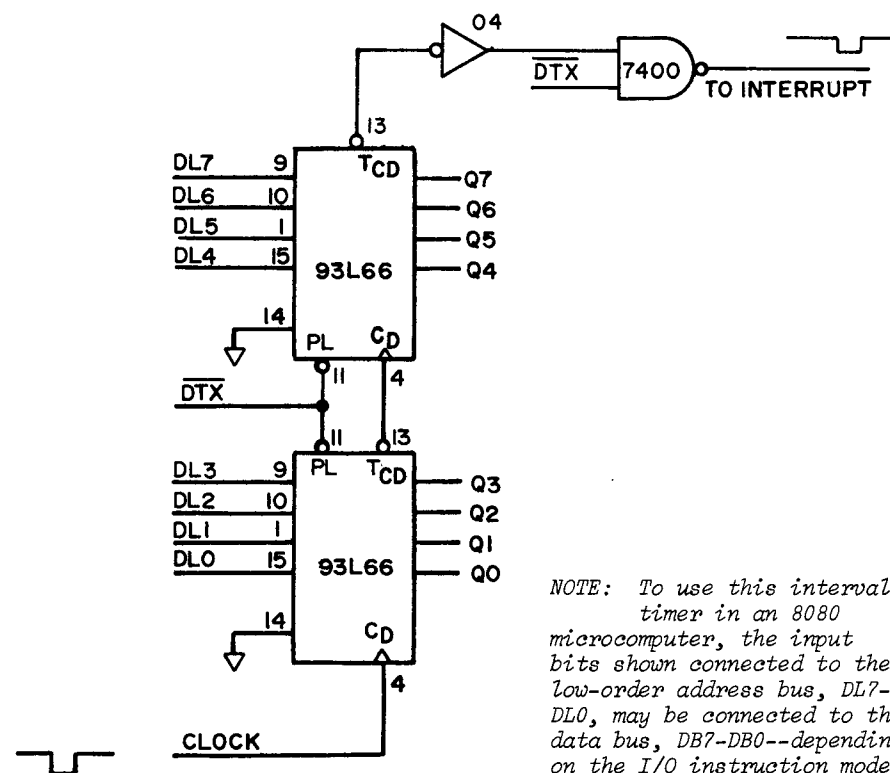 04
DTX
7400
TO INTERRUPT
13
TCD
DL7 9 Q7
DL6 10 Q6
DL5 1 Q5
DL4 15 Q4
93L66
14
PL CD
11 4
DTX
11 13
PL TCD
DL3 9 Q3
DL2 10 Q2
DL1 1 Q1
DL0 15 Q0
93L66
14
CD
4
CLOCK
NOTE: To use this interval
timer in an 8080
microcomputer, the input
bits shown connected to the
low-order address bus, DL7-
DL0, may be connected to th
data bus, DB7-DB0--dependin
on the I/O instruction mode